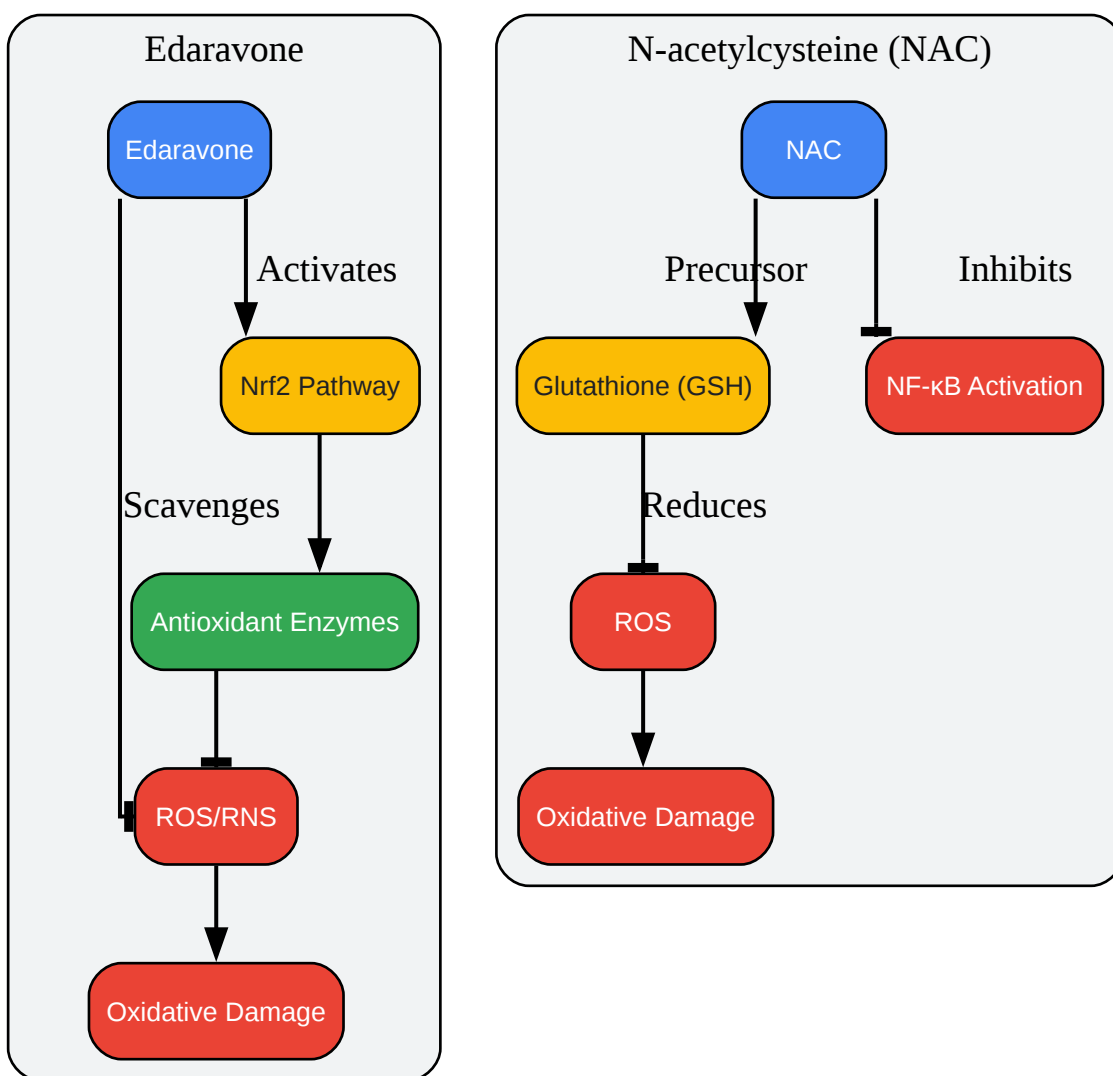 Edaravone
Edaravone
Activates
Nrf2 Pathway
Scavenges
Antioxidant Enzymes
ROS/RNS
Oxidative Damage
N-acetylcysteine (NAC)
NAC
Precursor
Inhibits
Glutathione (GSH)
NF-κB Activation
Reduces
ROS
Oxidative Damage